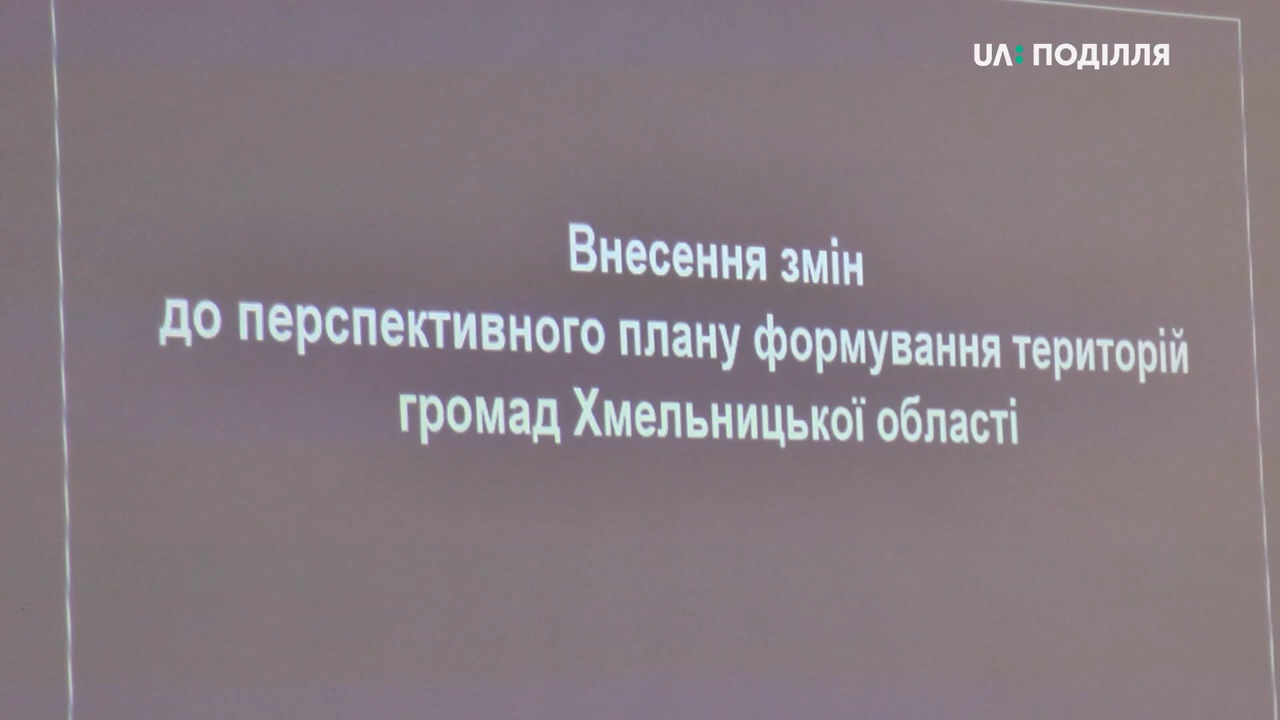 UA: ПОДІЛЛЯ
Внесення змін
до перспективного плану формування територій
громад Хмельницької області